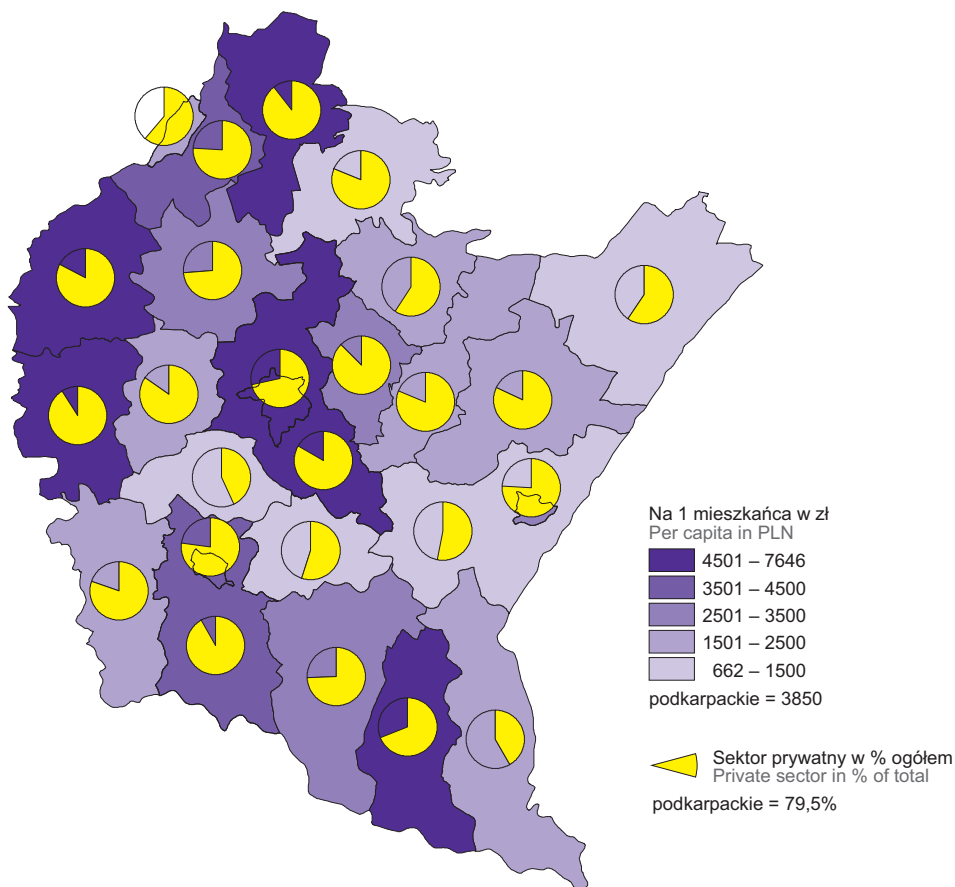 Na 1 mieszkańca w zł
Per capita in PLN
4501 – 7646
3501 – 4500
2501 – 3500
1501 – 2500
662 – 1500
podkarpackie = 3850
Sektor prywatny w % ogółem
Private sector in % of total
podkarpackie = 79,5%